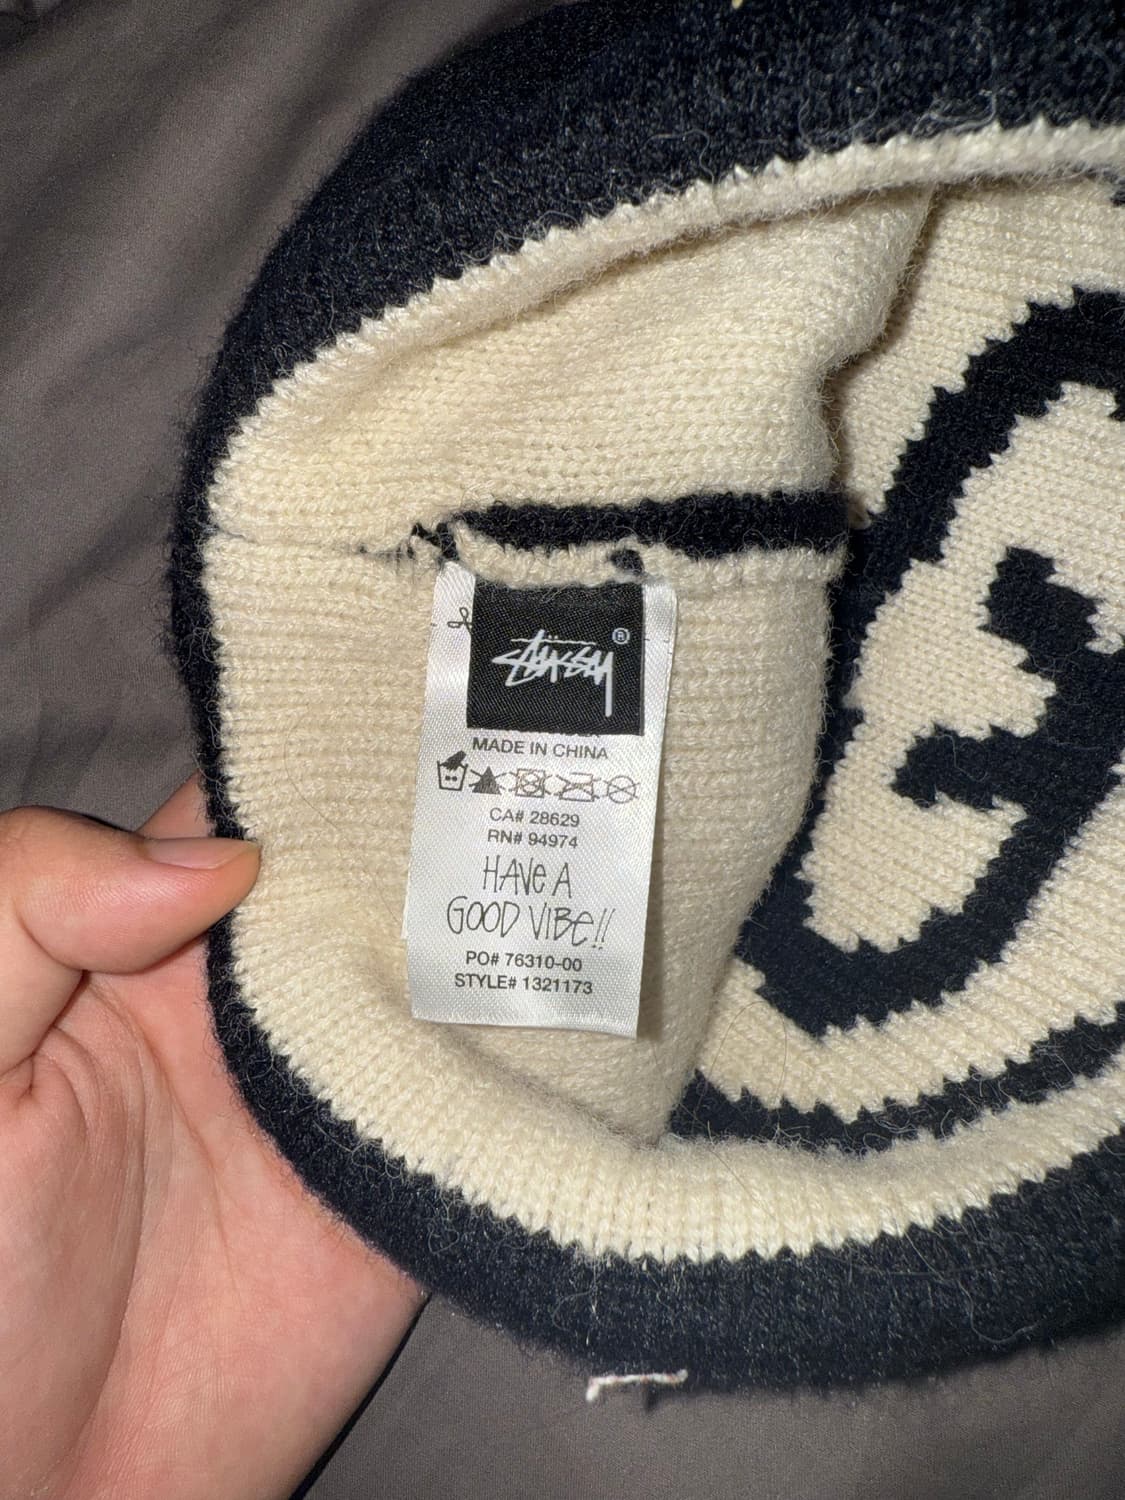 Stüssy ®
MADE IN CHINA
CA# 28629
RN# 94974
HAVE A
GOOD VIBE!!
PO# 76310-00
STYLE# 1321173